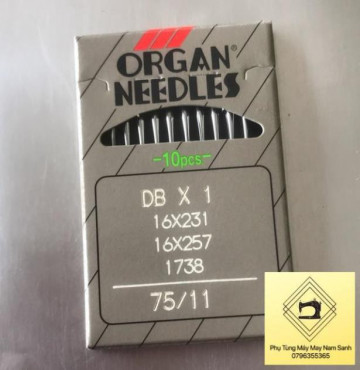 ORGAN®
NEEDLES
-10pcs-
DB X 1
16X231
16X257
1738
75/11
Phụ Tùng Máy May Nam Sanh
0796355365